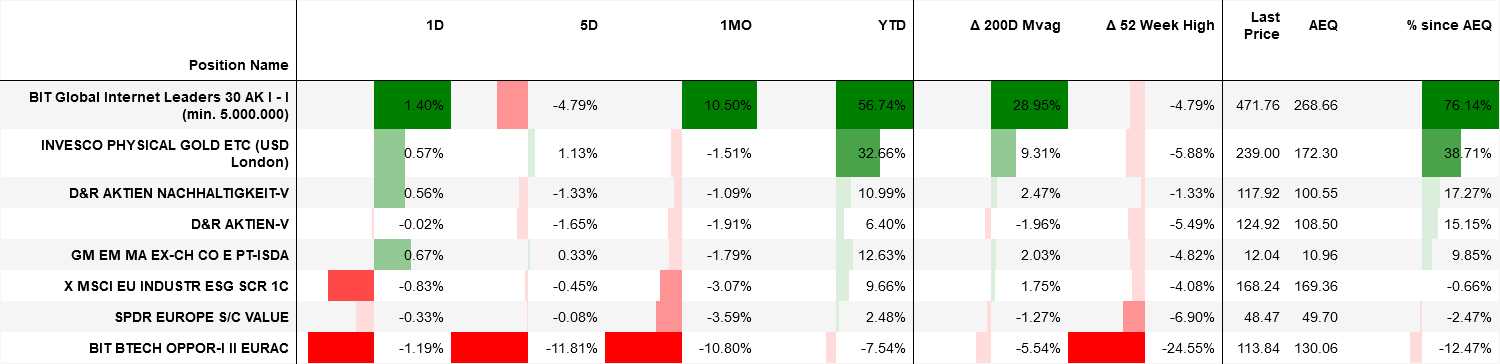 1D 5D 1MO YTD Δ 200D Mvag Δ 52 Week High Last Price AEQ % since AEQ
Position Name
BIT Global Internet Leaders 30 AK I - I (min. 5.000.000) 1.40% -4.79% 10.50% 56.74% 28.95% -4.79% 471.76 268.66 76.14%
INVESCO PHYSICAL GOLD ETC (USD London) 0.57% 1.13% -1.51% 32.66% 9.31% -5.88% 239.00 172.30 38.71%
D&R AKTIEN NACHHALTIGKEIT-V 0.56% -1.33% -1.09% 10.99% 2.47% -1.33% 117.92 100.55 17.27%
D&R AKTIEN-V -0.02% -1.65% -1.91% 6.40% -1.96% -5.49% 124.92 108.50 15.15%
GM EM MA EX-CH CO E PT-ISDA 0.67% 0.33% -1.79% 12.63% 2.03% -4.82% 12.04 10.96 9.85%
X MSCI EU INDUSTR ESG SCR 1C -0.83% -0.45% -3.07% 9.66% 1.75% -4.08% 168.24 169.36 -0.66%
SPDR EUROPE S/C VALUE -0.33% -0.08% -3.59% 2.48% -1.27% -6.90% 48.47 49.70 -2.47%
BIT BTECH OPPOR-I II EURAC -1.19% -11.81% -10.80% -7.54% -5.54% -24.55% 113.84 130.06 -12.47%